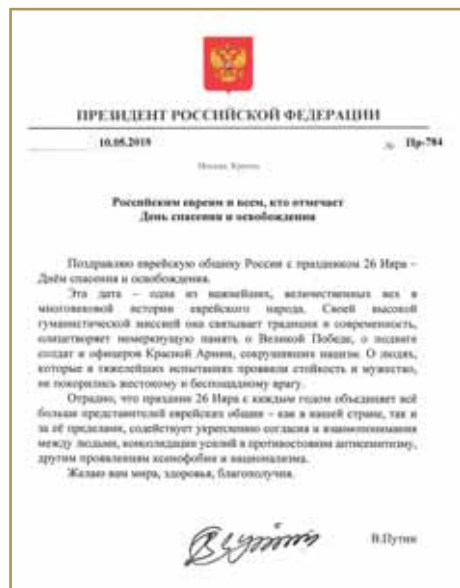 ПРЕЗИДЕНТ РОССИЙСКОЙ ФЕДЕРАЦИИ
10.05.2018 № Пр-784
Москва, Кремль
Российским евреям и всем, кто отмечает
День спасения и освобождения
Поздравляю еврейскую общину России с праздником 26 Ияра –
Днём спасения и освобождения.
Эта дата – одна из важнейших, величественных вех в
многовековой истории еврейского народа. Своей высокой
гуманистической миссией она связывает традиции и современность,
олицетворяет немеркнущую память о Великой Победе, о подвиге
солдат и офицеров Красной Армии, сокрушивших нацизм. О людях,
которые в тяжелейших испытаниях проявили стойкость и мужество,
не покорились жестокому и беспощадному врагу.
Отрадно, что праздник 26 Ияра с каждым годом объединяет всё
больше представителей еврейских общин – как в нашей стране, так и
за её пределами, содействует укреплению согласия и взаимопонимания
между людьми, консолидации усилий в противостоянии антисемитизму,
другим проявлениям ксенофобии и национализма.
Желаю вам мира, здоровья, благополучия.
В.Путин